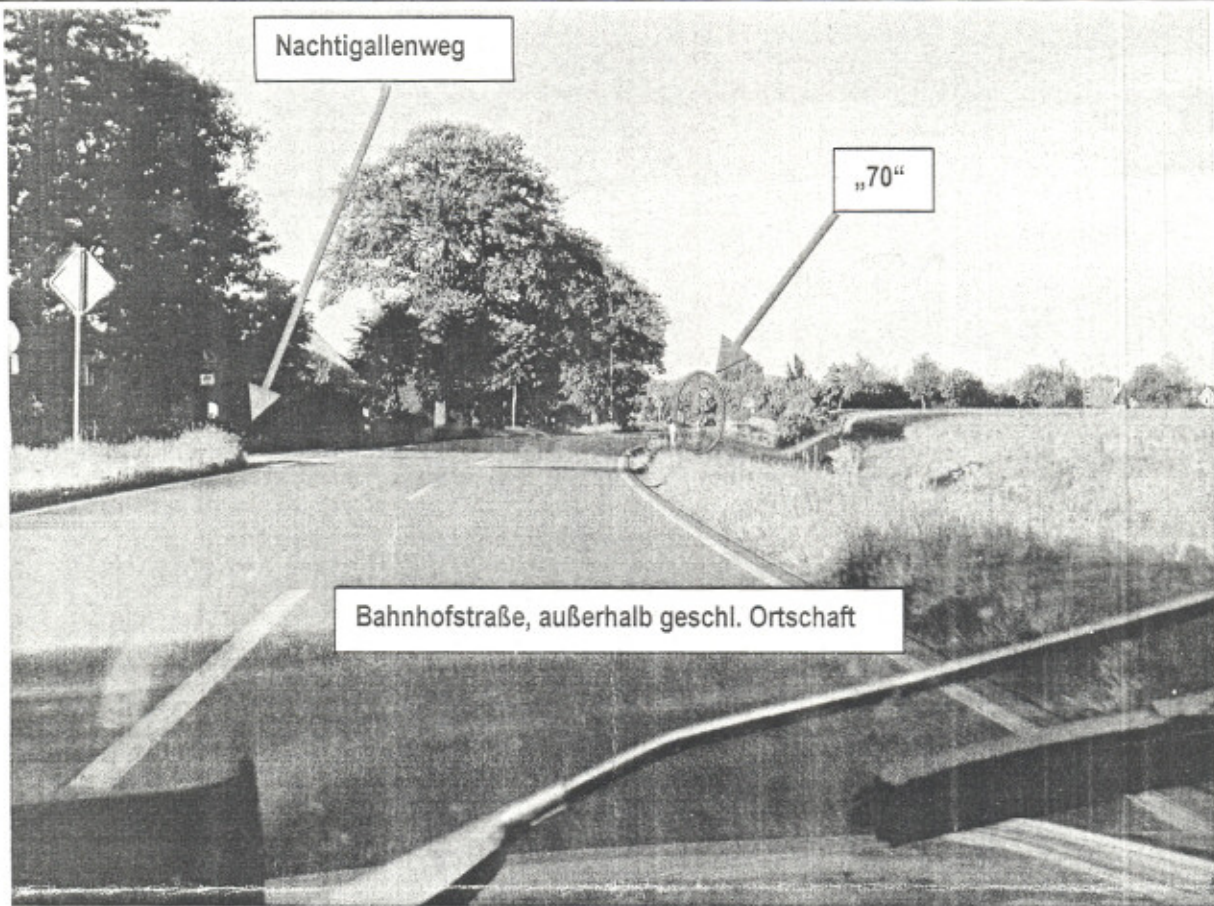 Nachtigallenweg
„70“
Bahnhofstraße, außerhalb geschl. Ortschaft